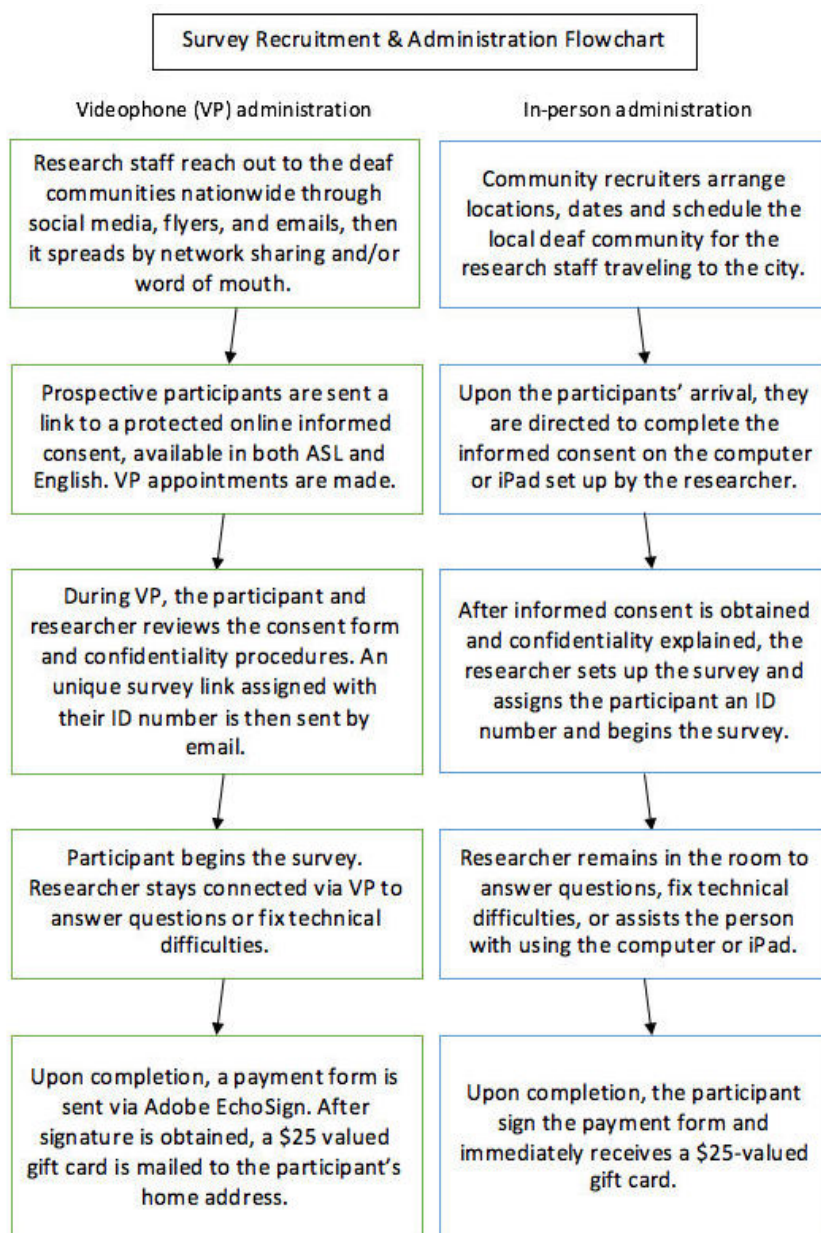 Survey Recruitment & Administration Flowchart
Videophone (VP) administration
Research staff reach out to the deaf
communities nationwide through
social media, flyers, and emails, then
it spreads by network sharing and/or
word of mouth.
Prospective participants are sent a
link to a protected online informed
consent, available in both ASL and
English. VP appointments are made.
During VP, the participant and
researcher reviews the consent form
and confidentiality procedures. An
unique survey link assigned with
their ID number is then sent by
email.
Participant begins the survey.
Researcher stays connected via VP to
answer questions or fix technical
difficulties.
Upon completion, a payment form is
sent via Adobe EchoSign. After
signature is obtained, a $25 valued
gift card is mailed to the participant's
home address.
In-person administration
Community recruiters arrange
locations, dates and schedule the
local deaf community for the
research staff traveling to the city.
Upon the participants' arrival, they
are directed to complete the
informed consent on the computer
or iPad set up by the researcher.
After informed consent is obtained
and confidentiality explained, the
researcher sets up the survey and
assigns the participant an ID
number and begins the survey.
Researcher remains in the room to
answer questions, fix technical
difficulties, or assists the person
with using the computer or iPad.
Upon completion, the participant
sign the payment form and
immediately receives a $25-valued
gift card.